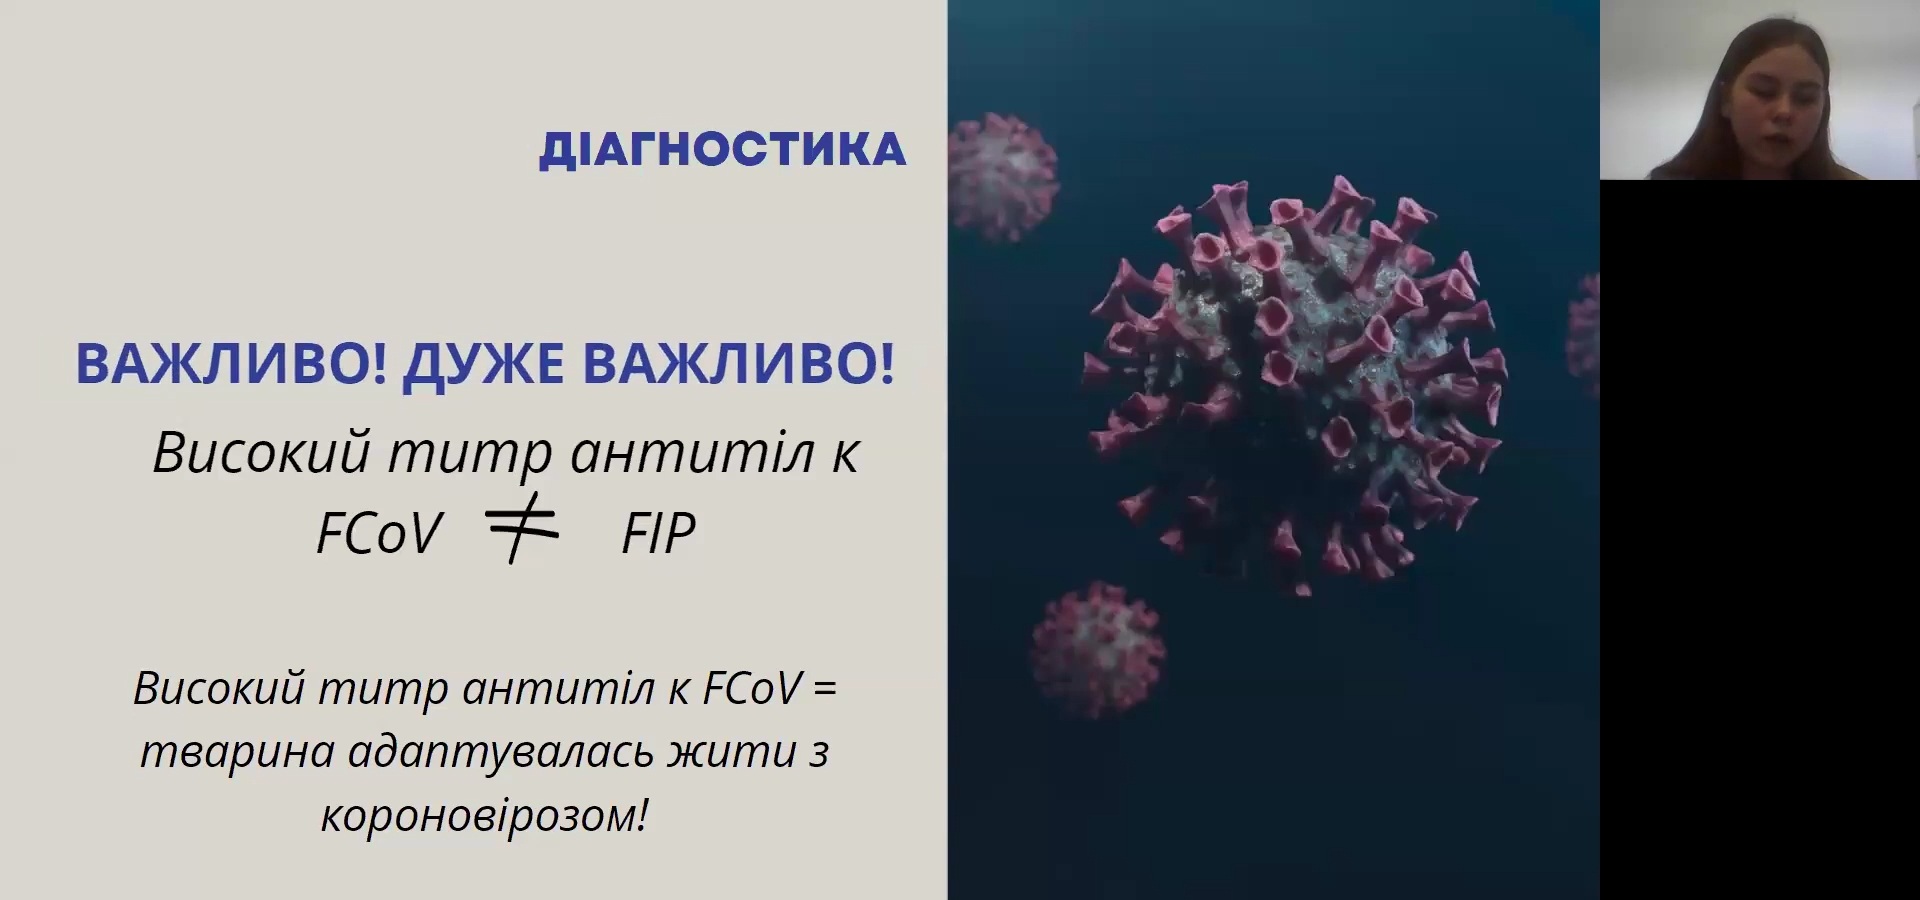 ДІАГНОСТИКА
ВАЖЛИВО! ДУЖЕ ВАЖЛИВО!
Високий титр антитіл к
FCoV ≠ FIP
Високий титр антитіл к FCoV =
тварина адаптувалась жити з
короновірозом!